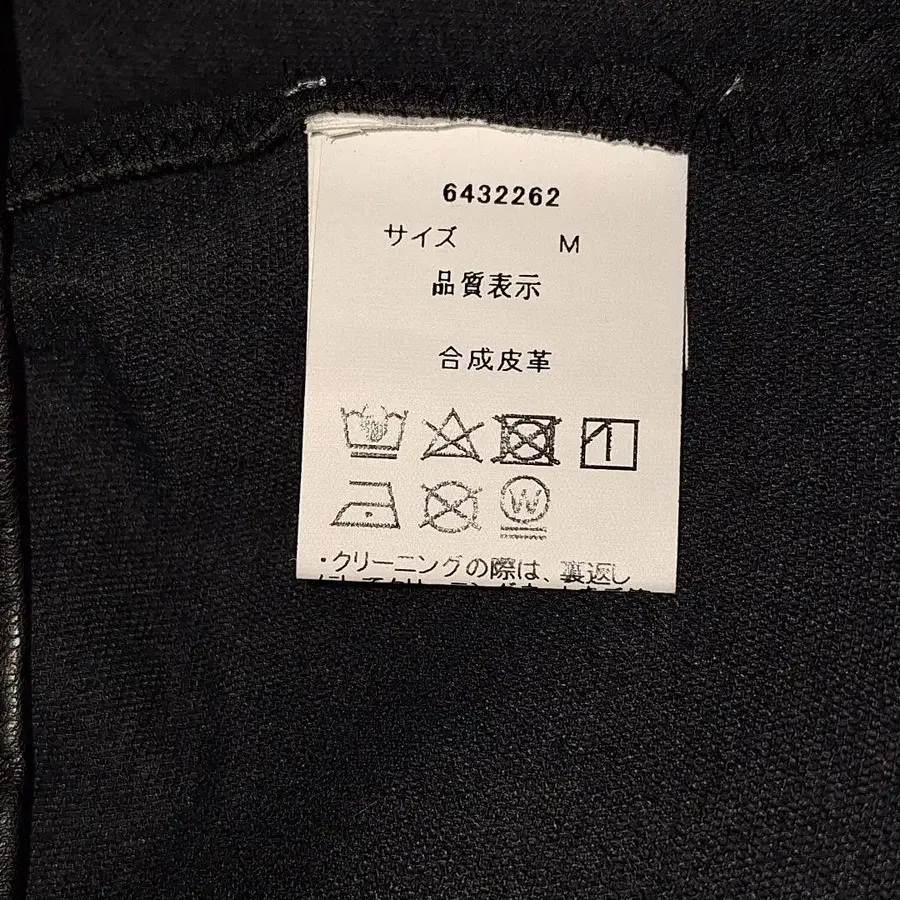 6432262
サイズ M
品質表示
合成皮革
W
・クリーニングの際は、裏返し